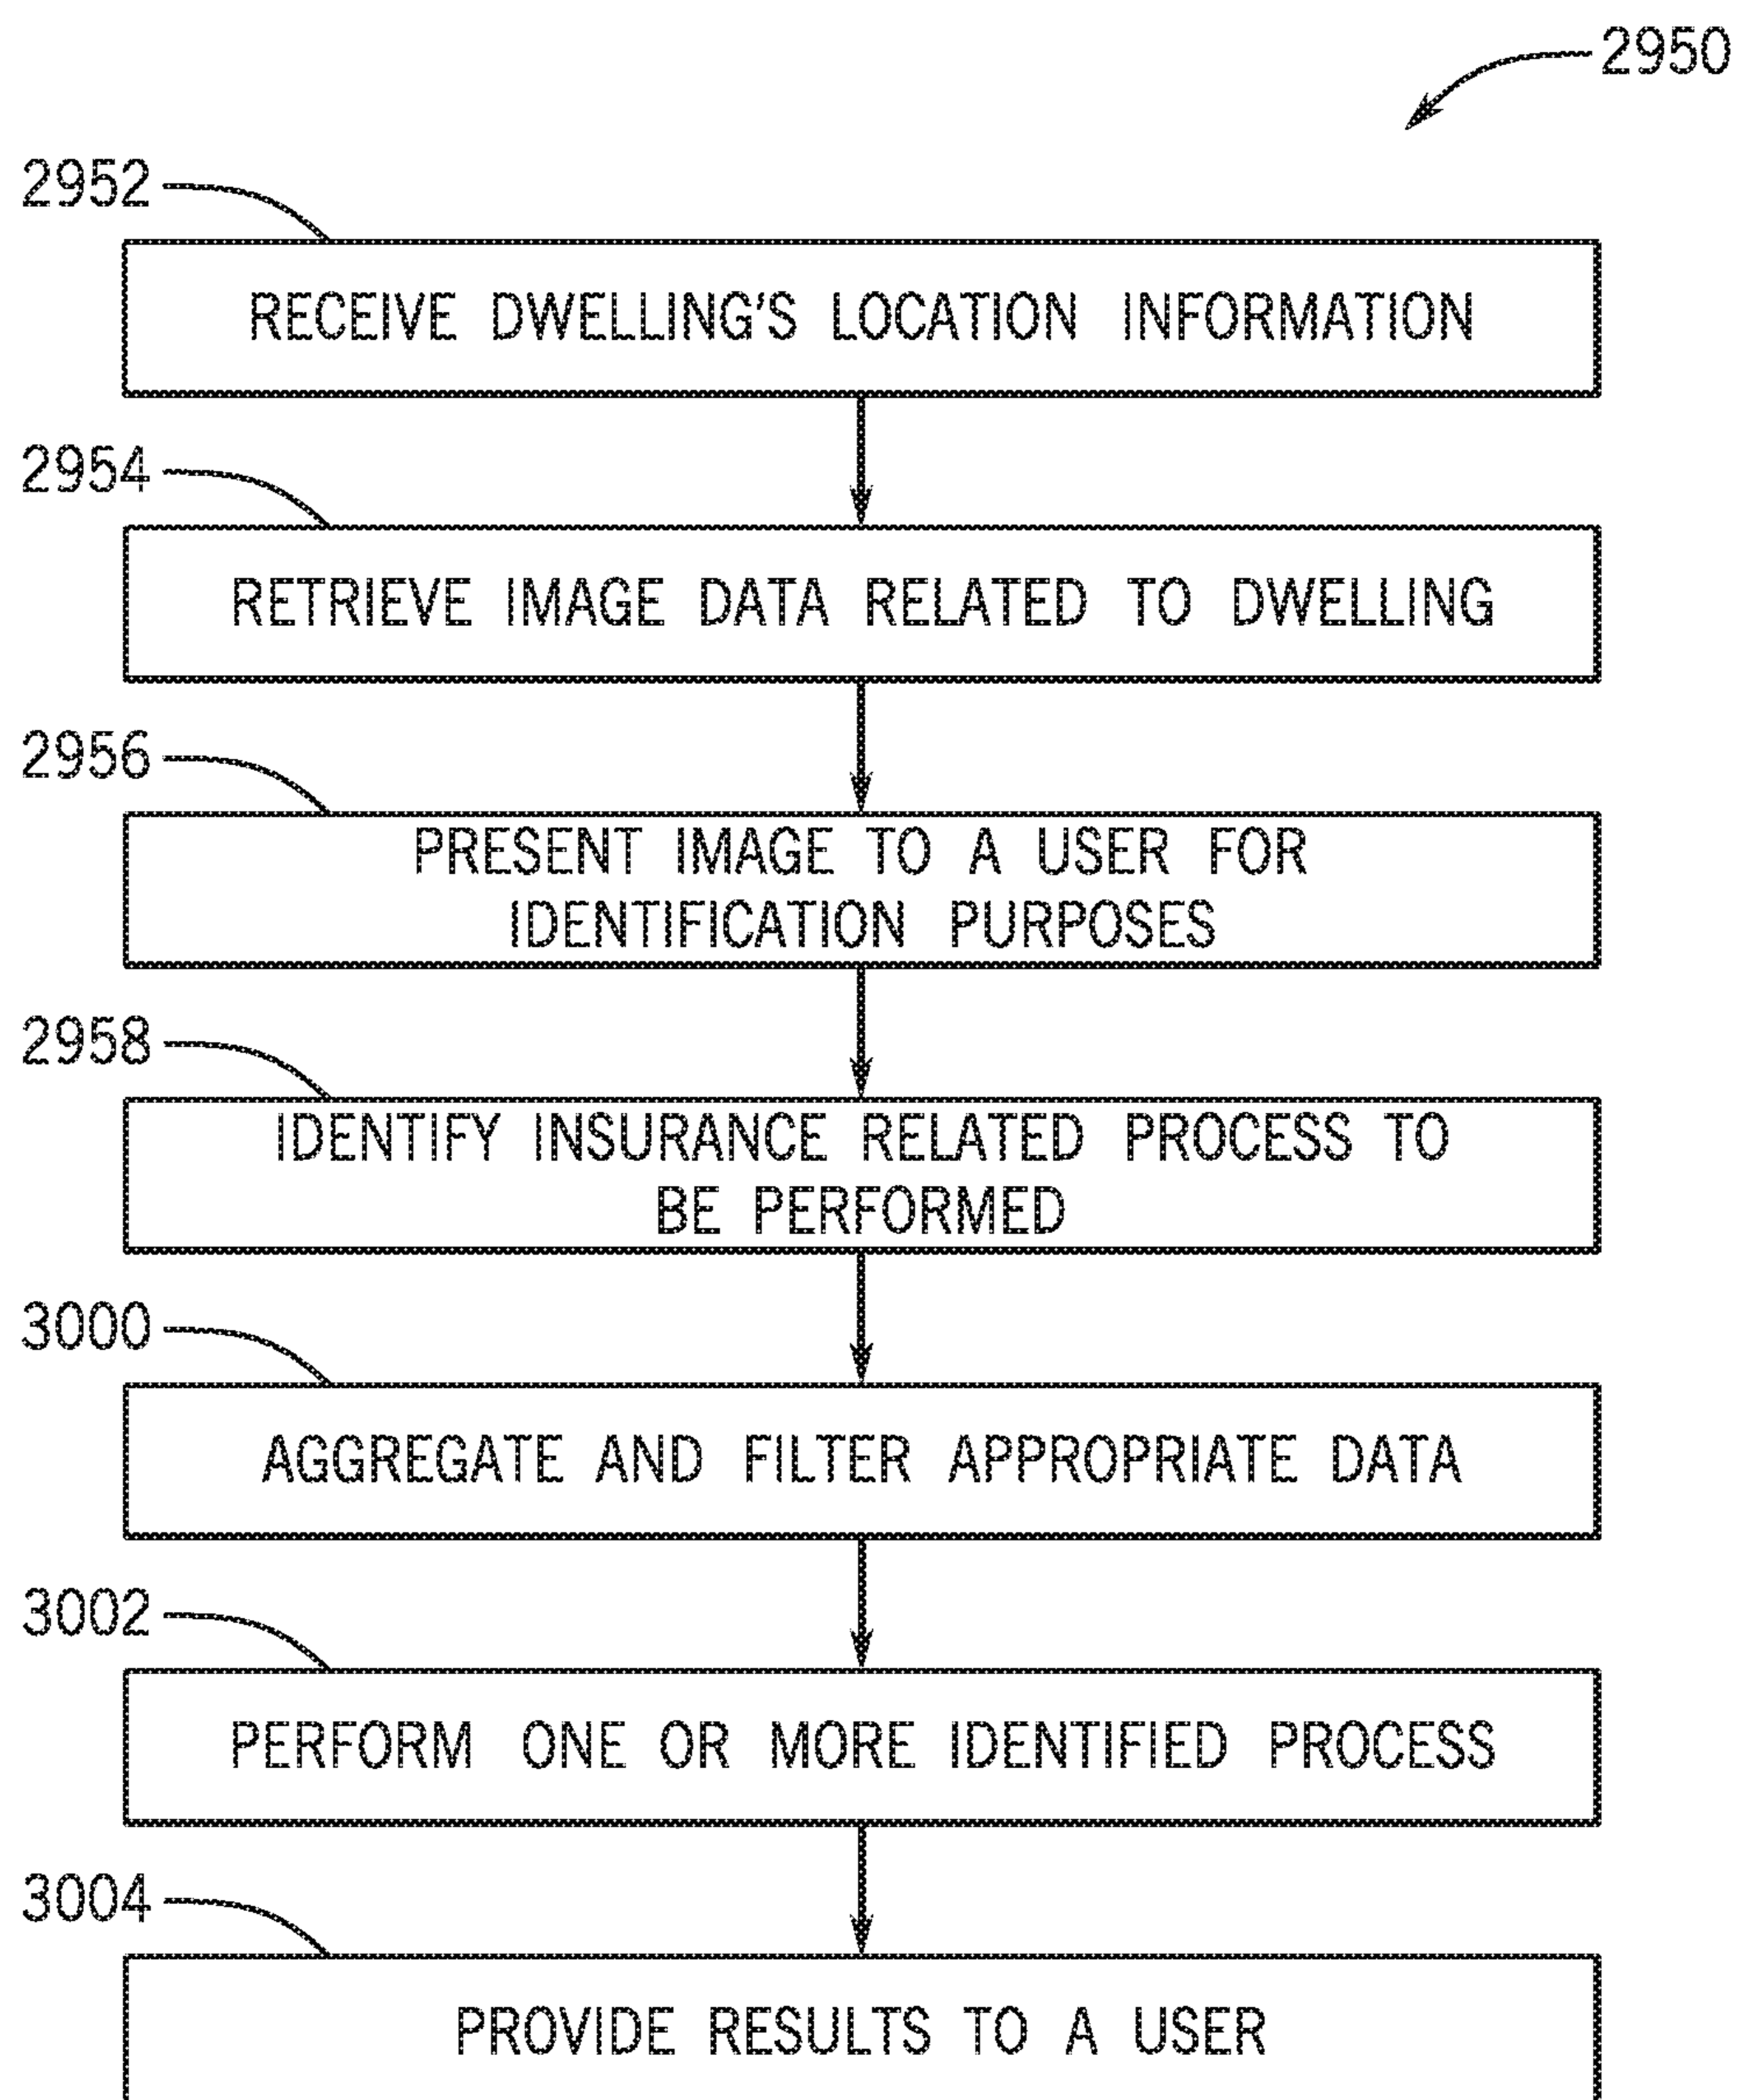 2950
2952
RECEIVE DWELLING'S LOCATION INFORMATION
2954
RETRIEVE IMAGE DATA RELATED TO DWELLING
2956
PRESENT IMAGE TO A USER FOR
IDENTIFICATION PURPOSES
2958
IDENTIFY INSURANCE RELATED PROCESS TO
BE PERFORMED
3000
AGGREGATE AND FILTER APPROPRIATE DATA
3002
PERFORM ONE OR MORE IDENTIFIED PROCESS
3004
PROVIDE RESULTS TO A USER